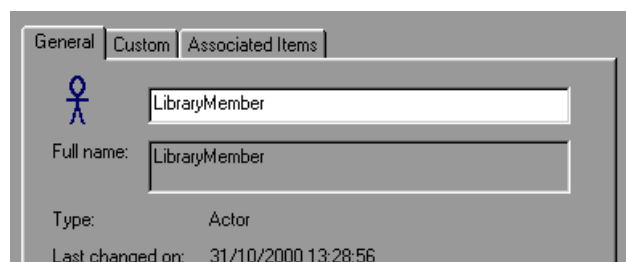 General Custom Associated Items
LibraryMember
Full name: LibraryMember
Type: Actor
Last changed on: 31/10/2000 13:28:56